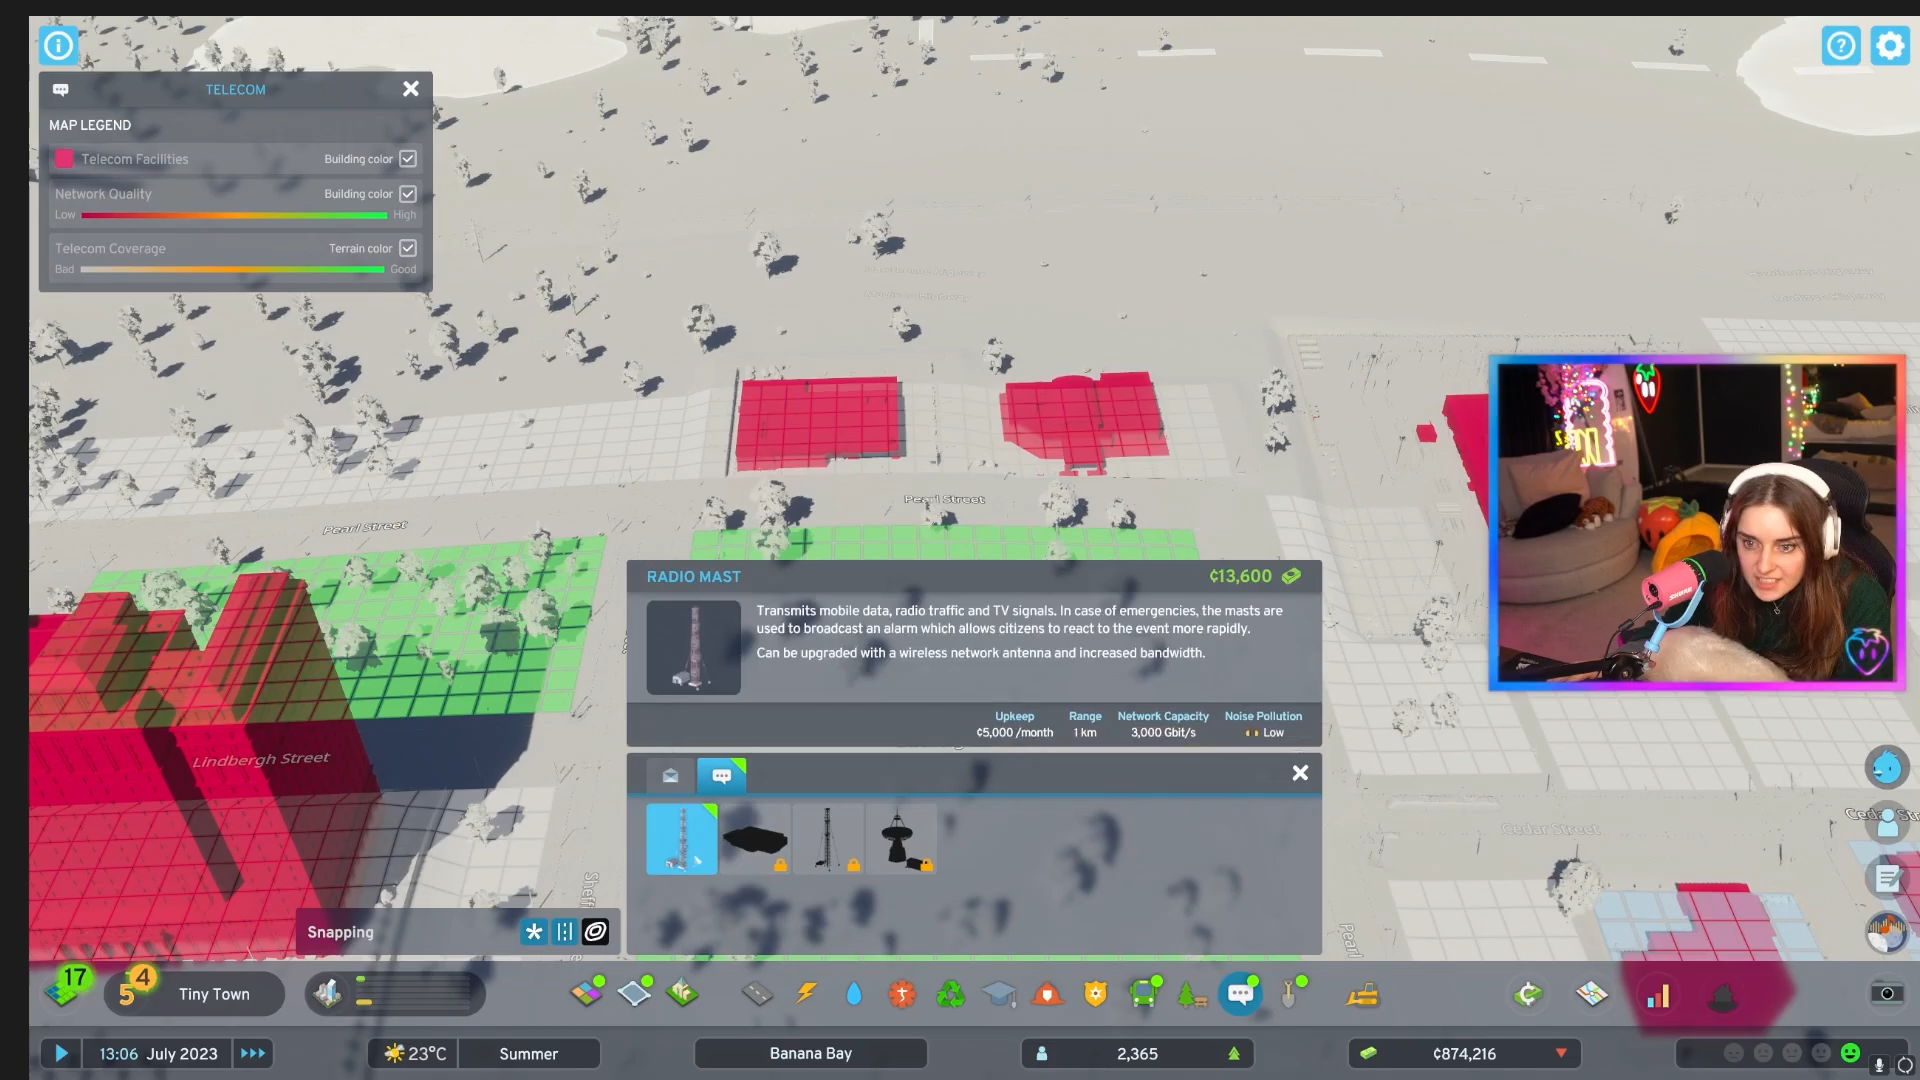 TELECOM
MAP LEGEND
Telecom Facilities Building color
Network Quality Building color
Low High
Telecom Coverage Terrain color
Bad Good
Pearl Street
Pearl Street
RADIO MAST ¢13,600
Transmits mobile data, radio traffic and TV signals. In case of emergencies, the masts are
used to broadcast an alarm which allows citizens to react to the event more rapidly.
Can be upgraded with a wireless network antenna and increased bandwidth.
Upkeep Range Network Capacity Noise Pollution
¢5,000 /month 1 km 3,000 Gbit/s Low
SHURE
Lindbergh Street
Cedar Street
Pearl
Snapping
17
5 4 Tiny Town
13:06 July 2023 23°C Summer Banana Bay 2,365 ¢874,216